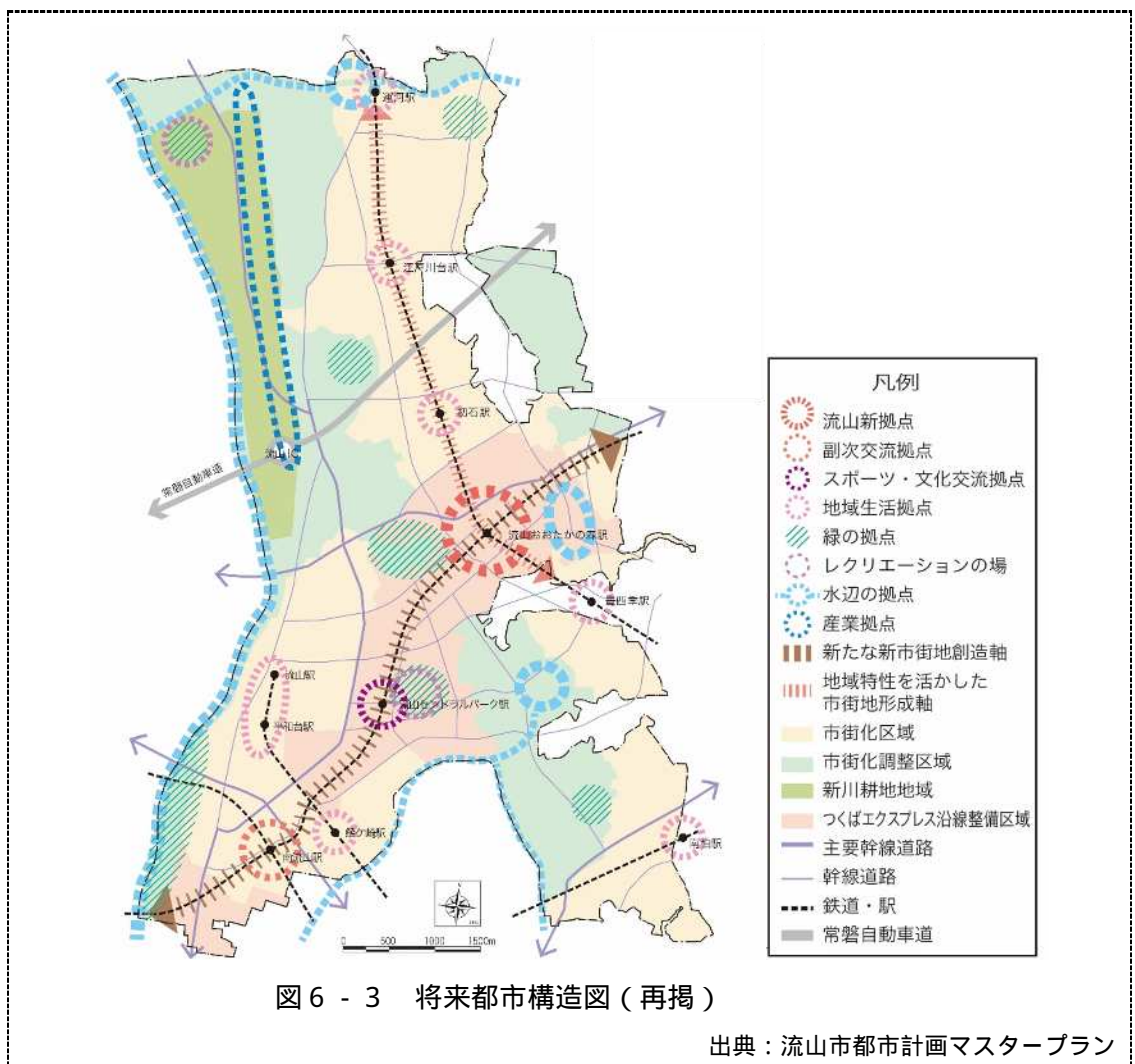 運河駅
江戸川台駅
初石駅
流山IC
常磐自動車道
流山おおたかの森駅
豊四季駅
流山駅
平和台駅
流山セントラルパーク駅
鰭ケ崎駅
南流山駅
南柏駅
0 500 1000 1500m
凡例
流山新拠点
副次交流拠点
スポーツ・文化交流拠点
地域生活拠点
緑の拠点
レクリエーションの場
水辺の拠点
産業拠点
新たな新市街地創造軸
地域特性を活かした
市街地形成軸
市街化区域
市街化調整区域
新川耕地地域
つくばエクスプレス沿線整備区域
主要幹線道路
幹線道路
鉄道・駅
常磐自動車道
図6-3 将来都市構造図(再掲)
出典:流山市都市計画マスタープラン